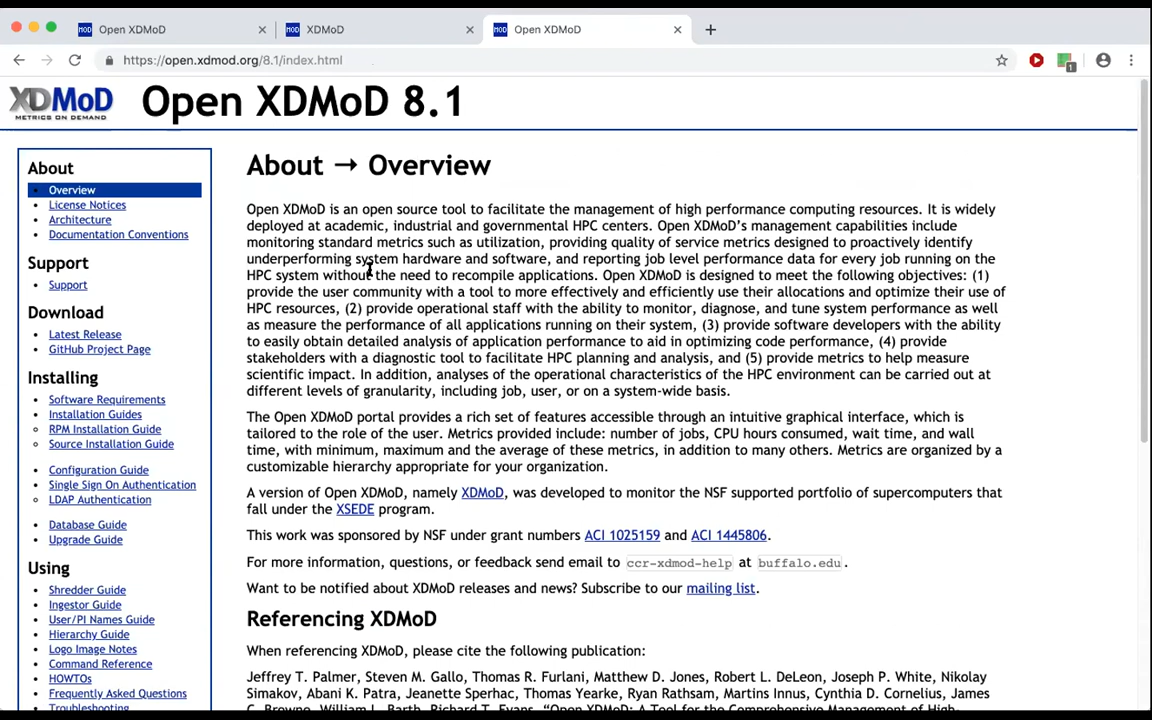 Open XDMoD
XDMoD
Open XDMoD
https://open.xdmod.org/8.1/index.html
1
XDMoD
METRICS ON DEMAND
Open XDMoD 8.1
About
Overview
License Notices
Architecture
Documentation Conventions
Support
Support
Download
Latest Release
GitHub Project Page
Installing
Software Requirements
Installation Guides
RPM Installation Guide
Source Installation Guide
Configuration Guide
Single Sign On Authentication
LDAP Authentication
Database Guide
Upgrade Guide
Using
Shredder Guide
Ingestor Guide
User/PI Names Guide
Hierarchy Guide
Logo Image Notes
Command Reference
HOWTOs
Frequently Asked Questions
Troubleshooting
About → Overview
Open XDMoD is an open source tool to facilitate the management of high performance computing resources. It is widely
deployed at academic, industrial and governmental HPC centers. Open XDMoD's management capabilities include
monitoring standard metrics such as utilization, providing quality of service metrics designed to proactively identify
underperforming system hardware and software, and reporting job level performance data for every job running on the
HPC system without the need to recompile applications. Open XDMoD is designed to meet the following objectives: (1)
provide the user community with a tool to more effectively and efficiently use their allocations and optimize their use of
HPC resources, (2) provide operational staff with the ability to monitor, diagnose, and tune system performance as well
as measure the performance of all applications running on their system, (3) provide software developers with the ability
to easily obtain detailed analysis of application performance to aid in optimizing code performance, (4) provide
stakeholders with a diagnostic tool to facilitate HPC planning and analysis, and (5) provide metrics to help measure
scientific impact. In addition, analyses of the operational characteristics of the HPC environment can be carried out at
different levels of granularity, including job, user, or on a system-wide basis.
The Open XDMoD portal provides a rich set of features accessible through an intuitive graphical interface, which is
tailored to the role of the user. Metrics provided include: number of jobs, CPU hours consumed, wait time, and wall
time, with minimum, maximum and the average of these metrics, in addition to many others. Metrics are organized by a
customizable hierarchy appropriate for your organization.
A version of Open XDMoD, namely XDMoD, was developed to monitor the NSF supported portfolio of supercomputers that
fall under the XSEDE program.
This work was sponsored by NSF under grant numbers ACI 1025159 and ACI 1445806.
For more information, questions, or feedback send email to ccr-xdmod-help at buffalo.edu.
Want to be notified about XDMoD releases and news? Subscribe to our mailing list.
Referencing XDMoD
When referencing XDMoD, please cite the following publication:
Jeffrey T. Palmer, Steven M. Gallo, Thomas R. Furlani, Matthew D. Jones, Robert L. DeLeon, Joseph P. White, Nikolay
Simakov, Abani K. Patra, Jeanette Sperhac, Thomas Yearke, Ryan Rathsam, Martins Innus, Cynthia D. Cornelius, James
C. Browne, William L. Barth, Richard T. Evans, "Open XDMoD: A Tool for the Comprehensive Management of High-